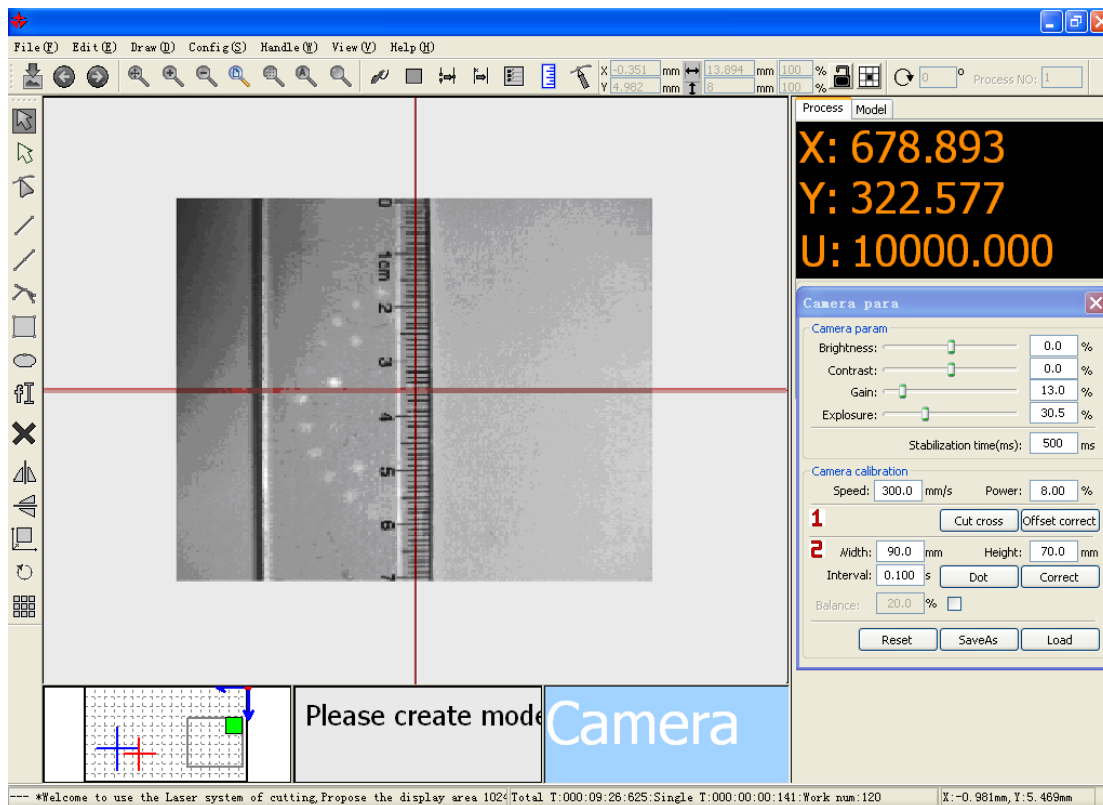 File(F) Edit(E) Draw(D) Config(S) Handle(W) View(V) Help(H)
X -0.351 mm 13.894 mm 100 % 0 ° Process NO: 1
Y 4.982 mm 8 mm 100 %
Process Model
X: 678.893
Y: 322.577
U: 10000.000
0
1cm
2
3
4
5
6
7
Camera para
Camera param
Brightness: 0.0 %
Contrast: 0.0 %
Gain: 13.0 %
Explosure: 30.5 %
Stabilization time(ms): 500 ms
Camera calibration
Speed: 300.0 mm/s Power: 8.00 %
1 Cut cross Offset correct
2 Width: 90.0 mm Height: 70.0 mm
Interval: 0.100 s Dot Correct
Balance: 20.0 %
Reset SaveAs Load
Please create mode
Camera
--- *Welcome to use the Laser system of cutting,Propose the display area 1024 Total T:000:09:26:625:Single T:000:00:00:141:Work num:120 X:-0.981mm,Y:5.469mm